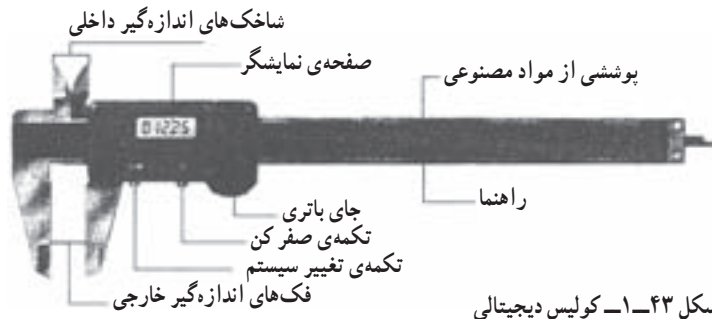 شاخک‌های اندازه‌گیر داخلی
صفحه‌ی نمایشگر
پوششی از مواد مصنوعی
راهنما
جای باتری
تکمه‌ی صفر کن
تکمه‌ی تغییر سیستم
فک‌های اندازه‌گیر خارجی
شکل ۴۳ــ۱ــ کولیس دیجیتالی